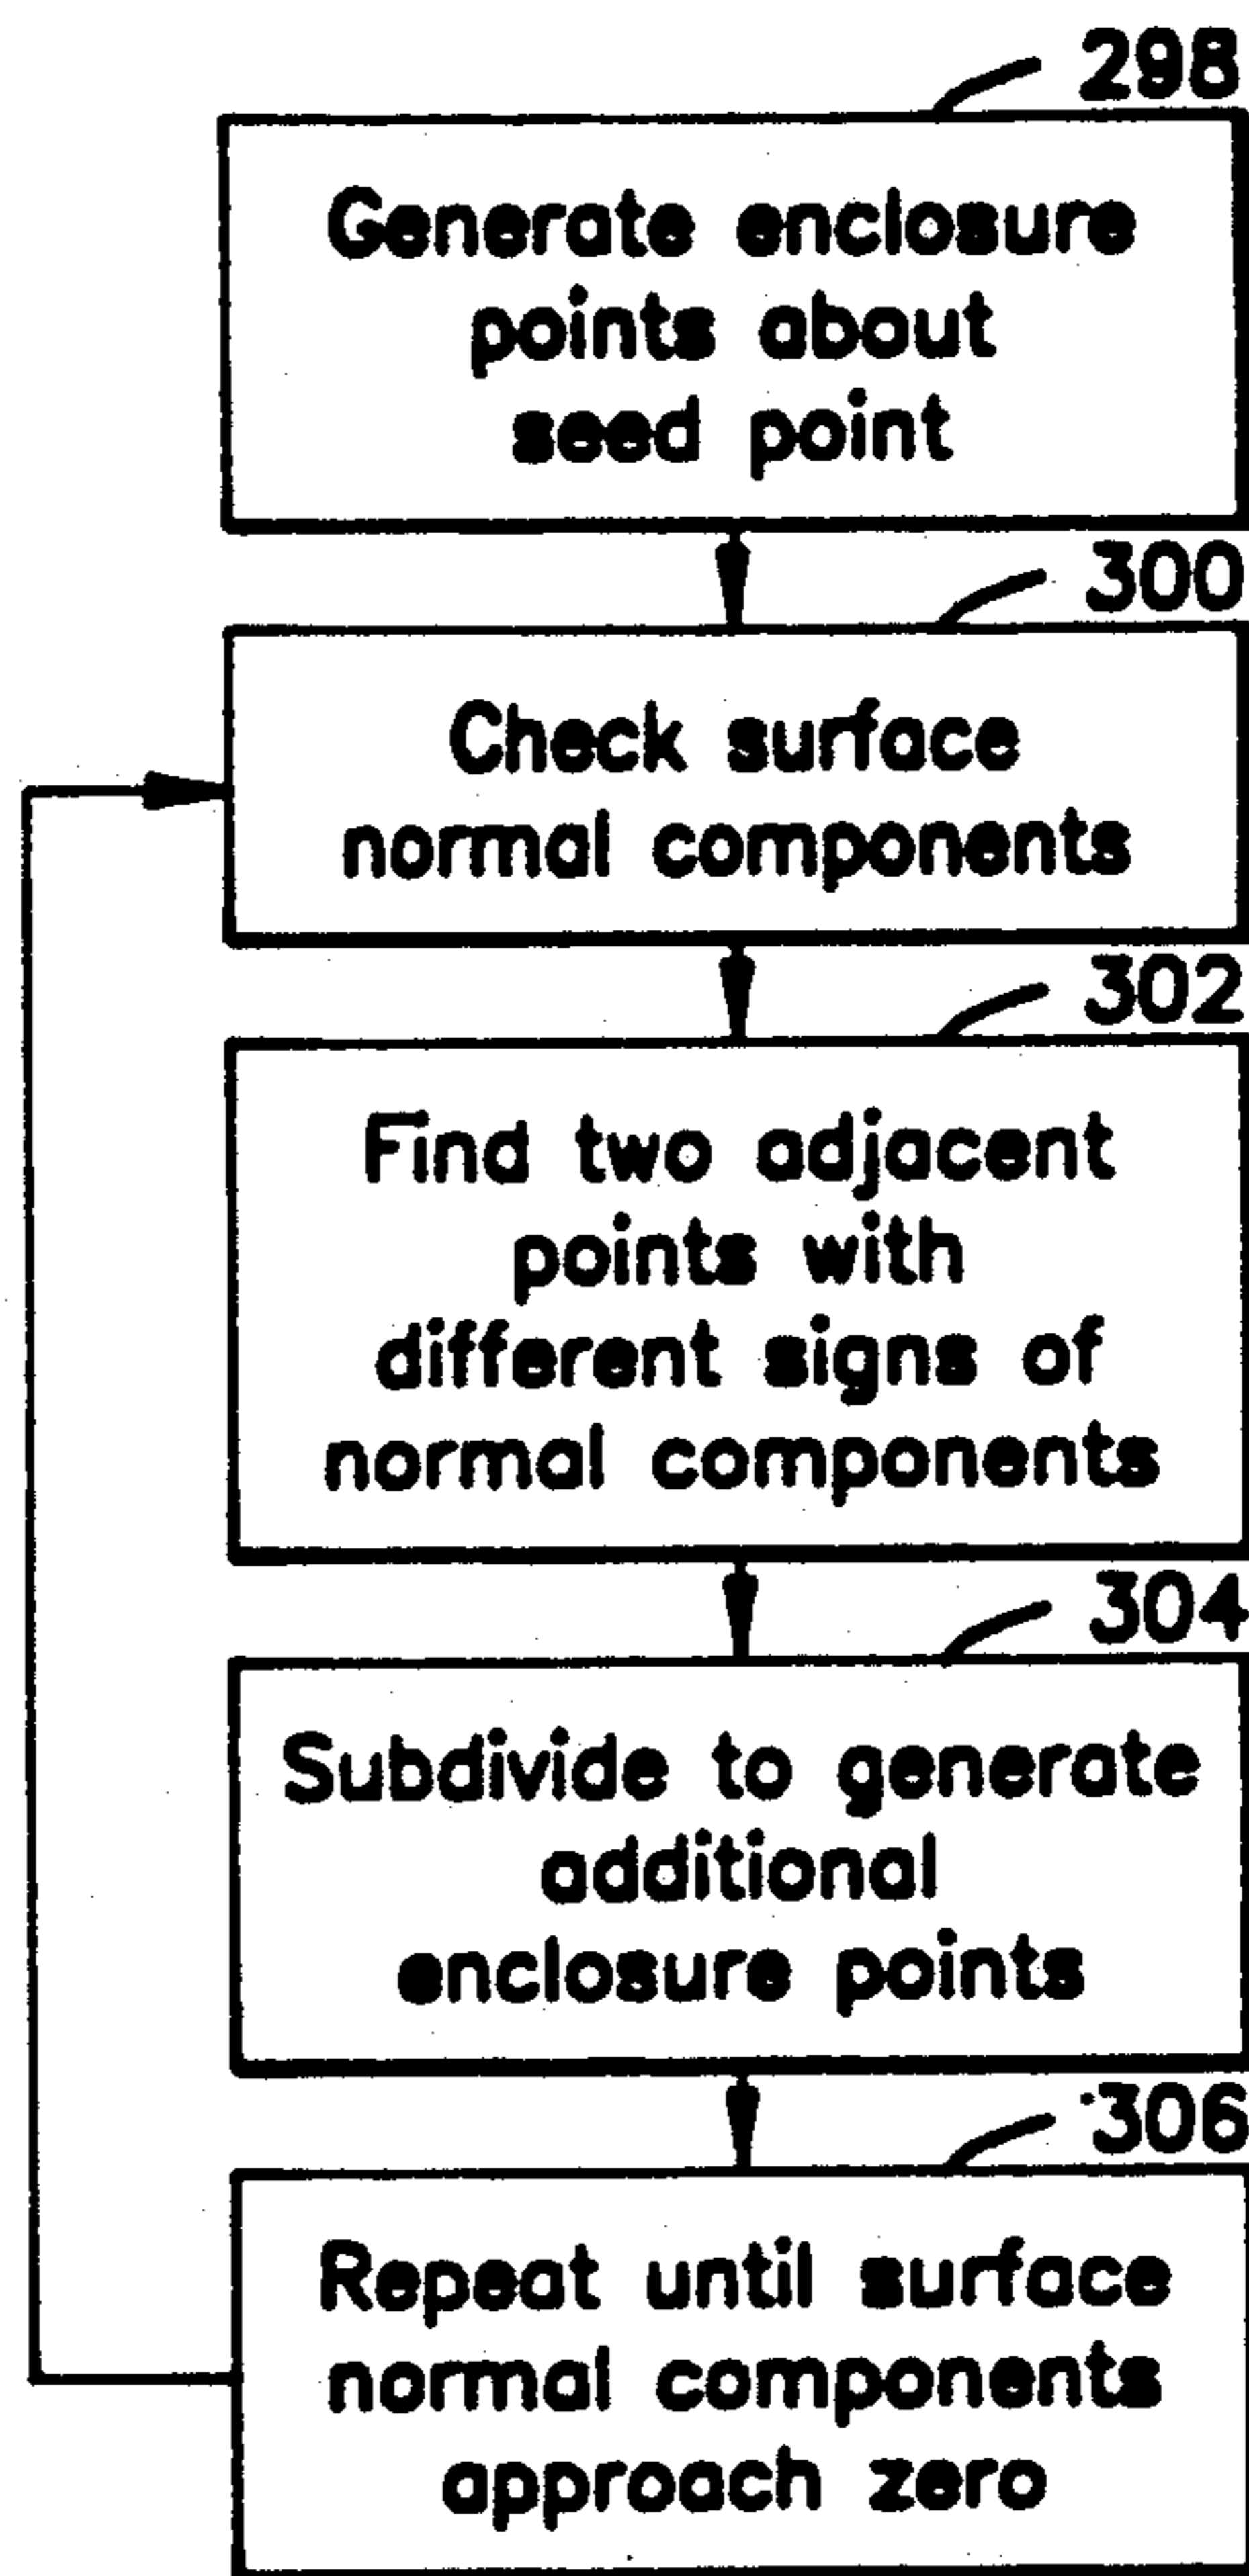 298
Generate enclosure
points about
seed point
300
Check surface
normal components
302
Find two adjacent
points with
different signs of
normal components
304
Subdivide to generate
additional
enclosure points
306
Repeat until surface
normal components
approach zero